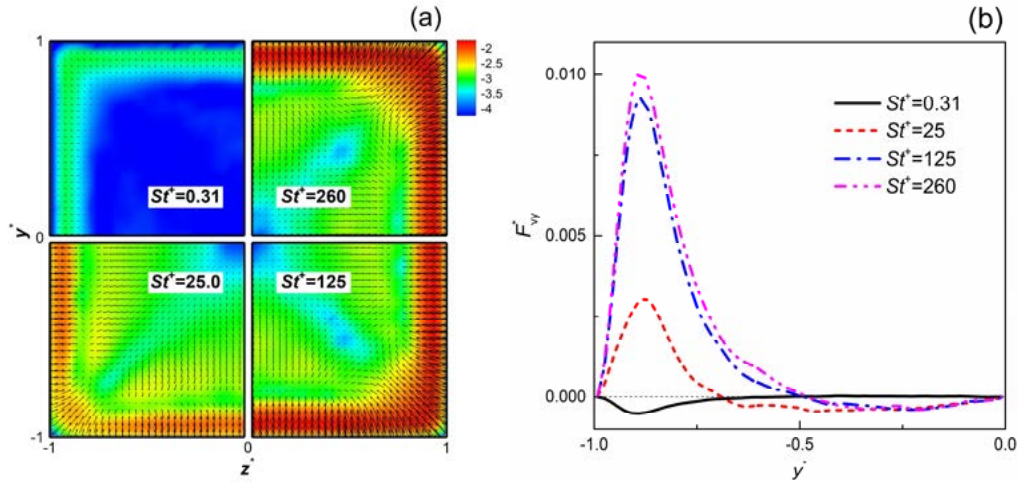 (a)
1
y*
0
-1
-1
0
z*
1
St+=0.31
St+=260
St+=25.0
St+=125
-2
-2.5
-3
-3.5
-4
(b)
0.010
0.005
0.000
F*vy
St+=0.31
St+=25
St+=125
St+=260
-1.0
-0.5
0.0
y*